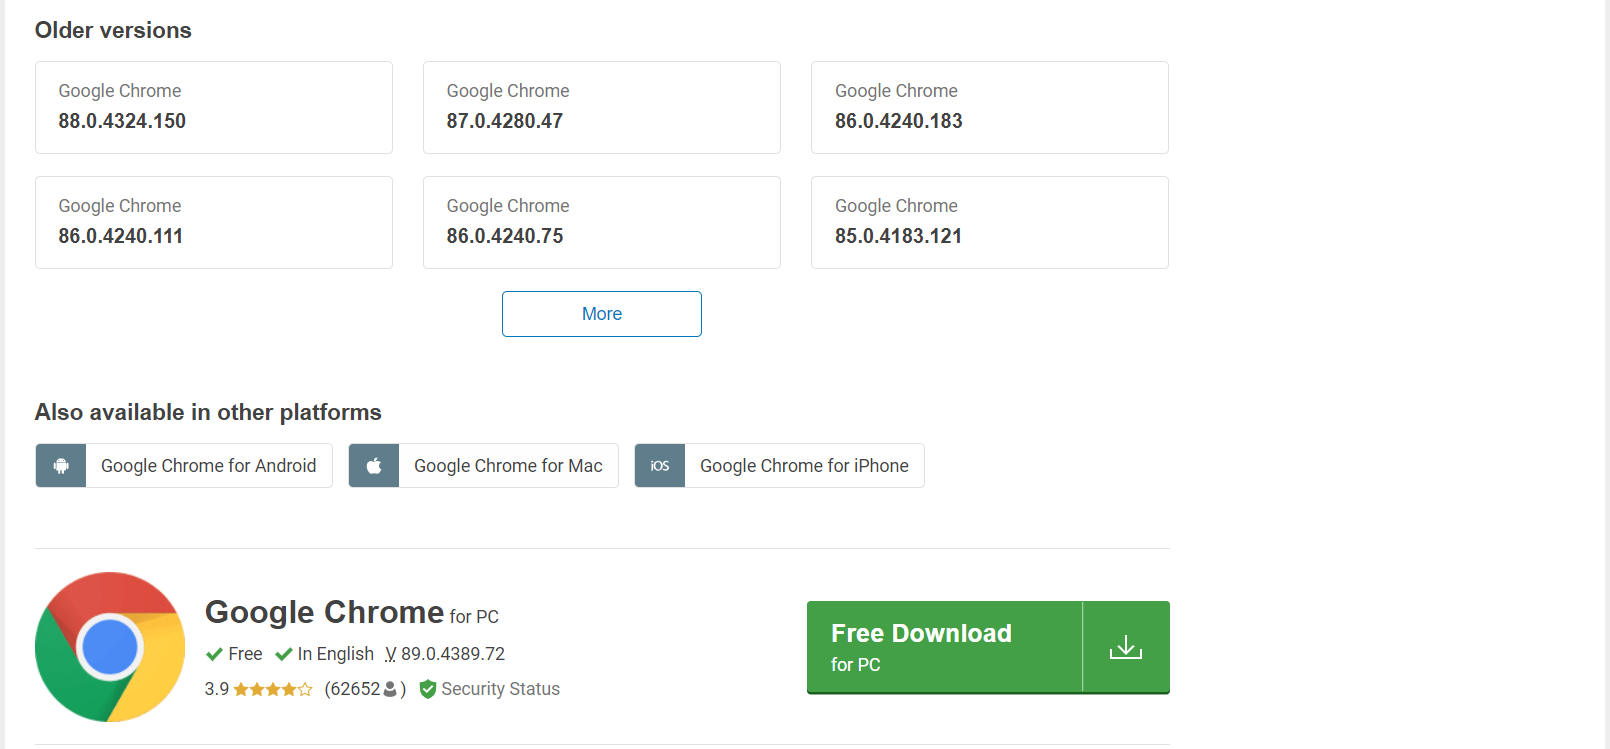 Older versions
Google Chrome
88.0.4324.150
Google Chrome
87.0.4280.47
Google Chrome
86.0.4240.183
Google Chrome
86.0.4240.111
Google Chrome
86.0.4240.75
Google Chrome
85.0.4183.121
More
Also available in other platforms
Google Chrome for Android
Google Chrome for Mac
iOS Google Chrome for iPhone
Google Chrome for PC
Free In English V 89.0.4389.72
3.9 (62652) Security Status
Free Download
for PC